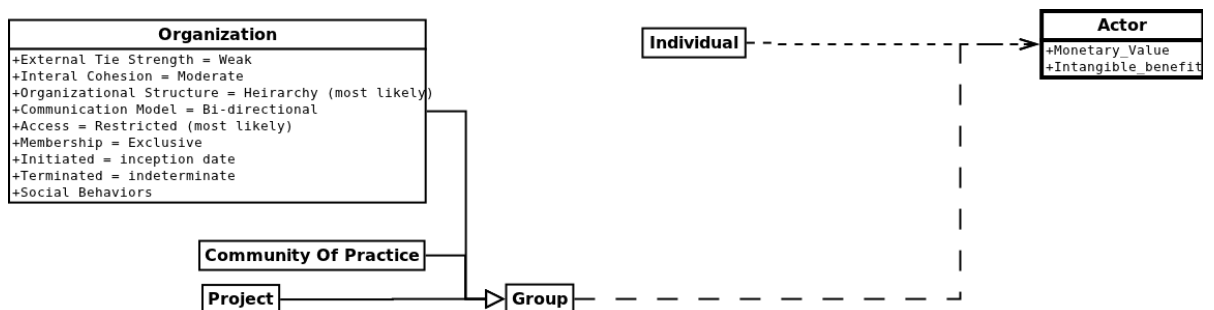 Organization
+External Tie Strength = Weak
+Interal Cohesion = Moderate
+Organizational Structure = Heirarchy (most likely)
+Communication Model = Bi-directional
+Access = Restricted (most likely)
+Membership = Exclusive
+Initiated = inception date
+Terminated = indeterminate
+Social Behaviors
Individual
Actor
+Monetary_Value
+Intangible_benefit
Community Of Practice
Project
Group